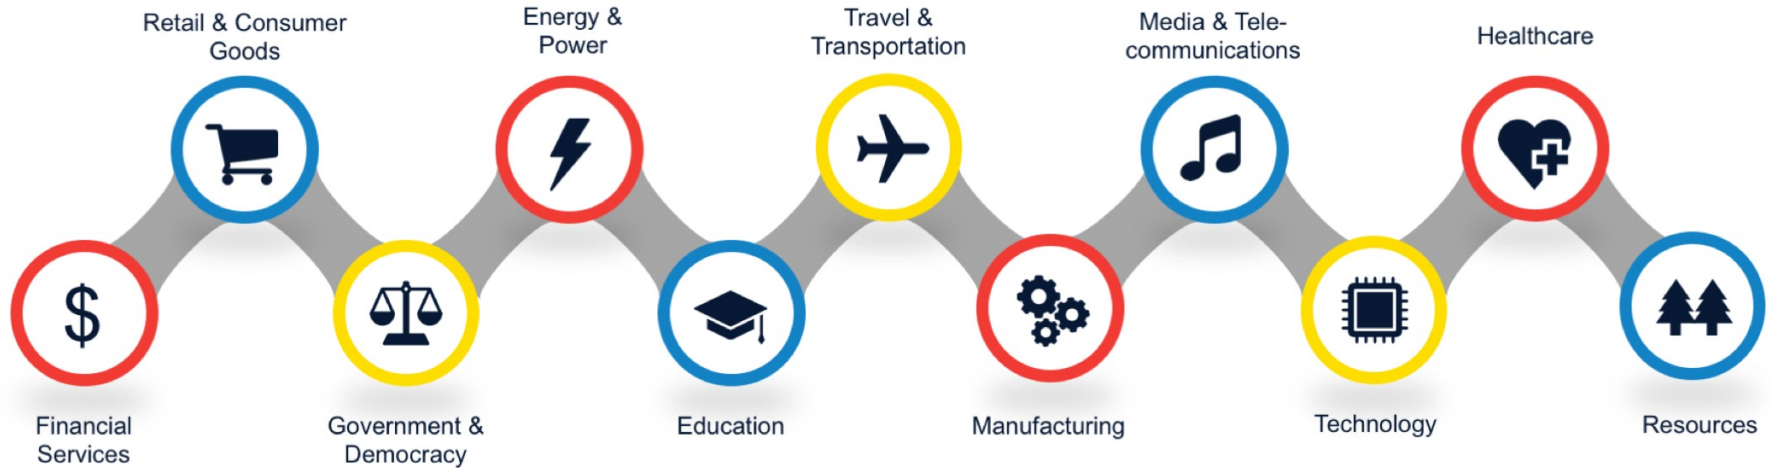 Retail & Consumer
Goods
Energy &
Power
Travel &
Transportation
Media & Tele-
communications
Healthcare
$
Financial
Services
Government &
Democracy
Education
Manufacturing
Technology
Resources